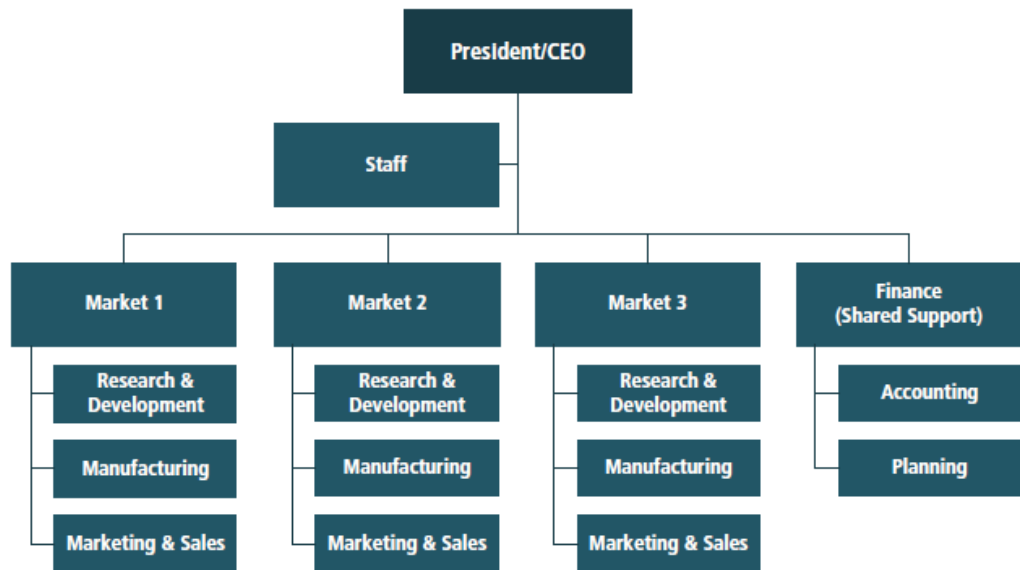 President/CEO
Staff
Market 1
Market 2
Market 3
Finance
(Shared Support)
Research &
Development
Research &
Development
Research &
Development
Accounting
Manufacturing
Manufacturing
Manufacturing
Planning
Marketing & Sales
Marketing & Sales
Marketing & Sales